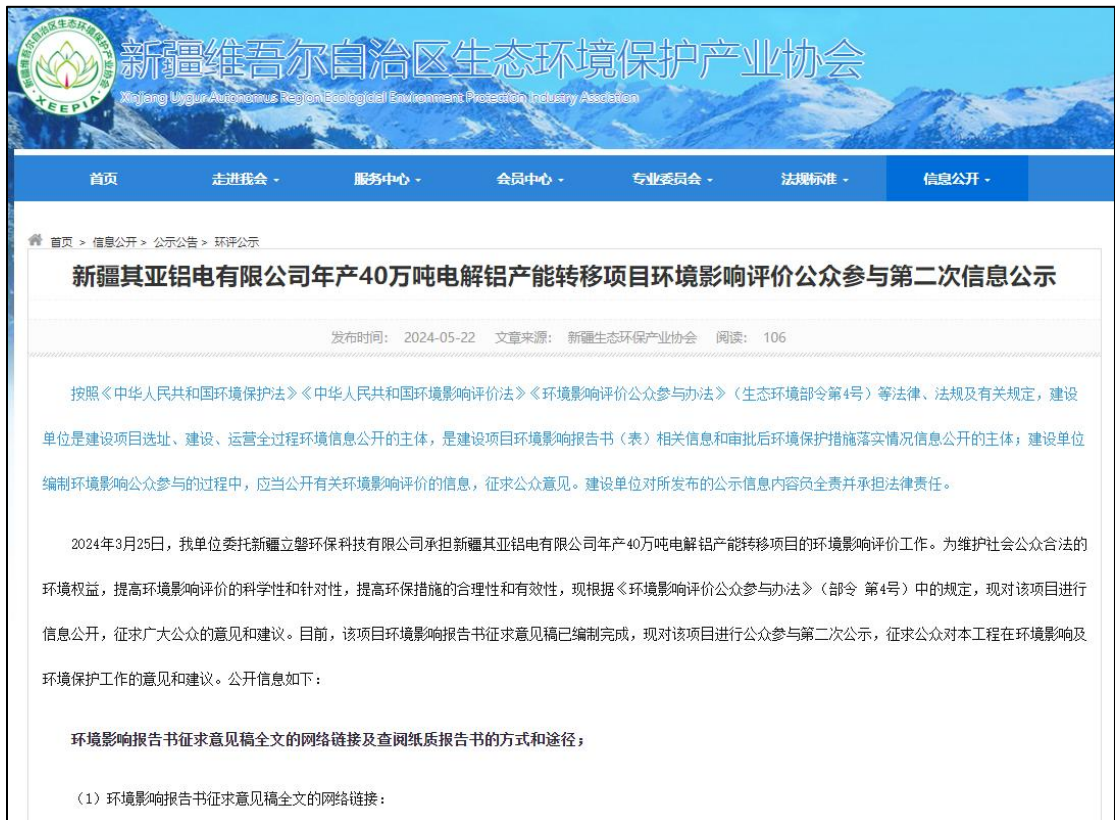 新疆维吾尔自治区生态环境保护产业协会
XEEPIA
Xinjiang Uygur Autonomus Region Ecological Environment Protection Industry Assdiation
首页 走进我会 服务中心 会员中心 专业委员会 法规标准 信息公开
首页 > 信息公开 > 公示公告 > 环评公示
新疆其亚铝电有限公司年产40万吨电解铝产能转移项目环境影响评价公众参与第二次信息公示
发布时间: 2024-05-22 文章来源: 新疆生态环保产业协会 阅读: 106
按照《中华人民共和国环境保护法》《中华人民共和国环境影响评价法》《环境影响评价公众参与办法》（生态环境部令第4号）等法律、法规及有关规定，建设
单位是建设项目选址、建设、运营全过程环境信息公开的主体，是建设项目环境影响报告书（表）相关信息和审批后环境保护措施落实情况信息公开的主体；建设单位
编制环境影响公众参与的过程中，应当公开有关环境影响评价的信息，征求公众意见。建设单位对所发布的公示信息内容负全责并承担法律责任。
2024年3月25日，我单位委托新疆立磐环保科技有限公司承担新疆其亚铝电有限公司年产40万吨电解铝产能转移项目的环境影响评价工作。为维护社会公众合法的
环境权益，提高环境影响评价的科学性和针对性，提高环保措施的合理性和有效性，现根据《环境影响评价公众参与办法》（部令 第4号）中的规定，现对该项目进行
信息公开，征求广大公众的意见和建议。目前，该项目环境影响报告书征求意见稿已编制完成，现对该项目进行公众参与第二次公示，征求公众对本工程在环境影响及
环境保护工作的意见和建议。公开信息如下：
环境影响报告书征求意见稿全文的网络链接及查阅纸质报告书的方式和途径；
（1）环境影响报告书征求意见稿全文的网络链接：